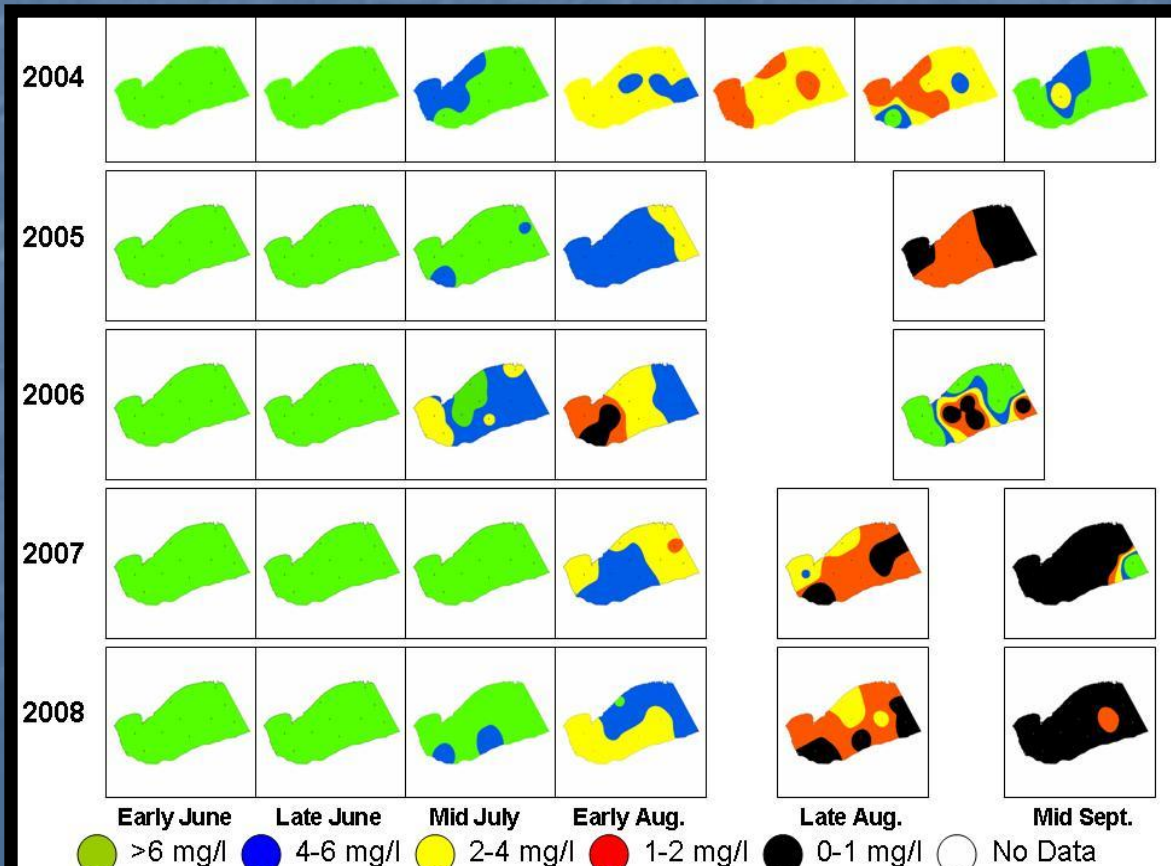 2004
2005
2006
2007
2008
Early June Late June Mid July Early Aug. Late Aug. Mid Sept.
>6 mg/l 4-6 mg/l 2-4 mg/l 1-2 mg/l 0-1 mg/l No Data